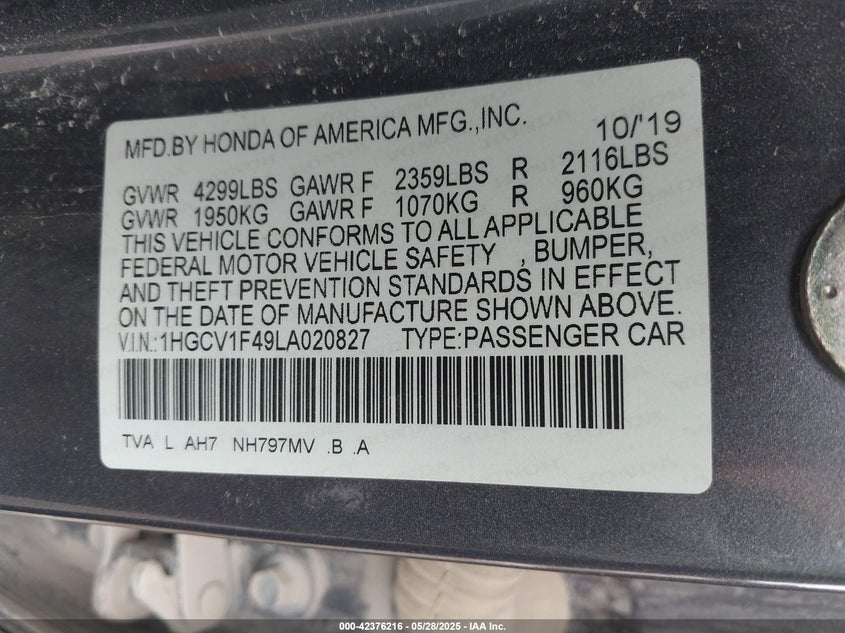 MFD.BY HONDA OF AMERICA MFG.,INC. 10/'19
GVWR 4299LBS GAWR F 2359LBS R 2116LBS
GVWR 1950KG GAWR F 1070KG R 960KG
THIS VEHICLE CONFORMS TO ALL APPLICABLE
FEDERAL MOTOR VEHICLE SAFETY , BUMPER,
AND THEFT PREVENTION STANDARDS IN EFFECT
ON THE DATE OF MANUFACTURE SHOWN ABOVE.
V.I.N.:1HGCV1F49LA020827 TYPE:PASSENGER CAR
TVA L AH7 NH797MV .B .A
000-42376216 - 05/28/2025 - IAA Inc.